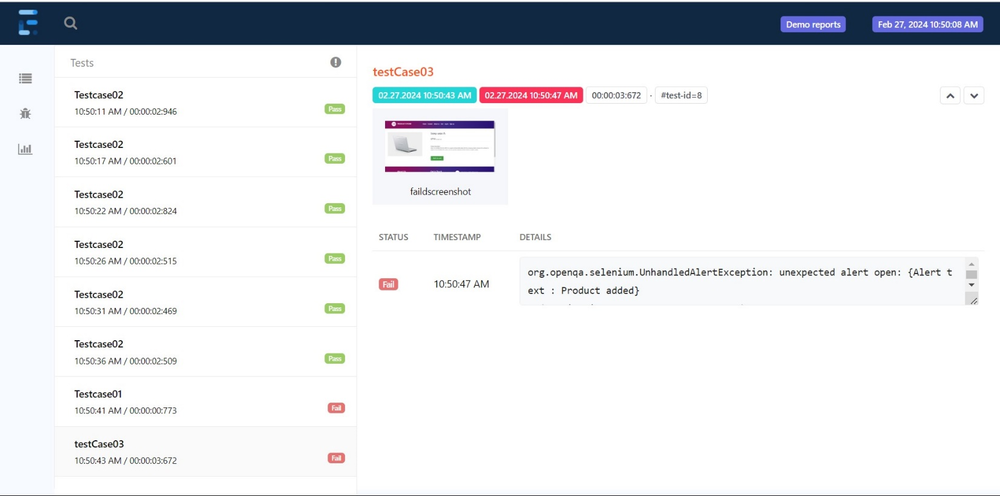 Demo reports
Feb 27, 2024 10:50:08 AM
Tests
Testcase02
10:50:11 AM / 00:00:02:946
Pass
Testcase02
10:50:17 AM / 00:00:02:601
Pass
Testcase02
10:50:22 AM / 00:00:02:824
Pass
Testcase02
10:50:26 AM / 00:00:02:515
Pass
Testcase02
10:50:31 AM / 00:00:02:469
Pass
Testcase02
10:50:36 AM / 00:00:02:509
Pass
Testcase01
10:50:41 AM / 00:00:00:773
Fail
testCase03
10:50:43 AM / 00:00:03:672
Fail
testCase03
02.27.2024 10:50:43 AM 02.27.2024 10:50:47 AM 00:00:03:672 · #test-id=8
faildscreenshot
STATUS TIMESTAMP DETAILS
Fail 10:50:47 AM
org.openqa.selenium.UnhandledAlertException: unexpected alert open: {Alert t
ext : Product added}